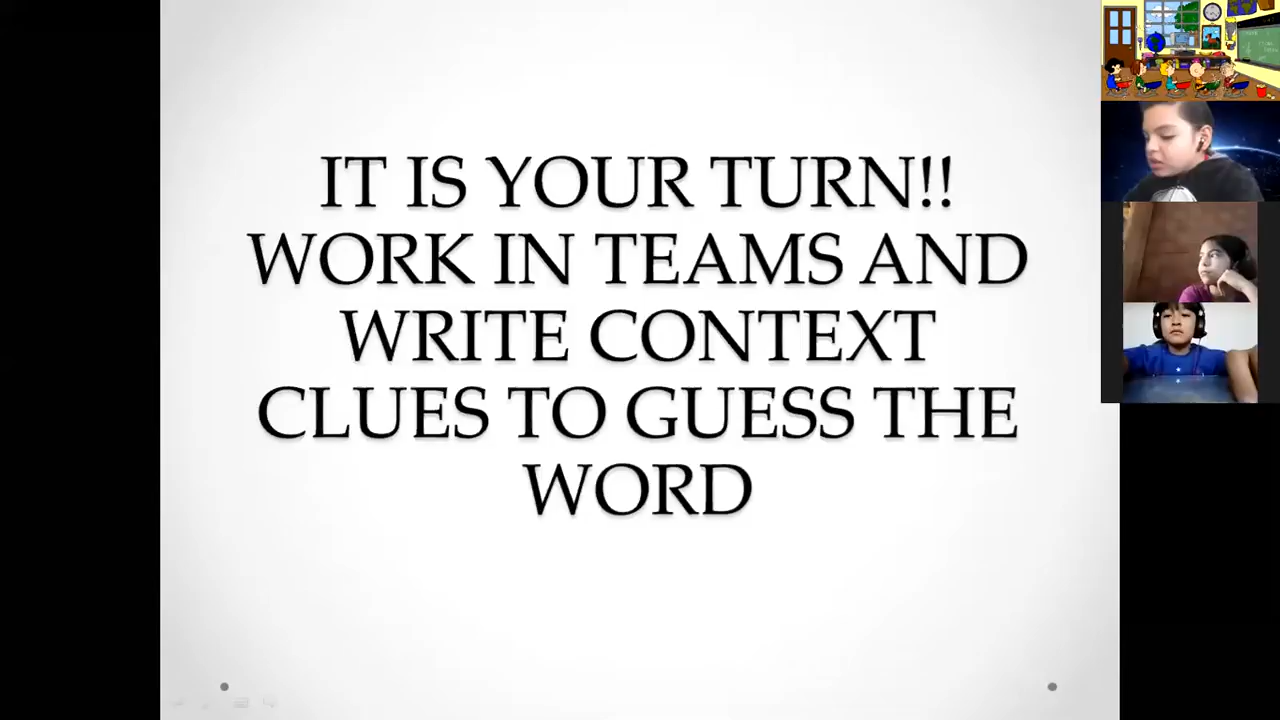 IT IS YOUR TURN!!
WORK IN TEAMS AND
WRITE CONTEXT
CLUES TO GUESS THE
WORD